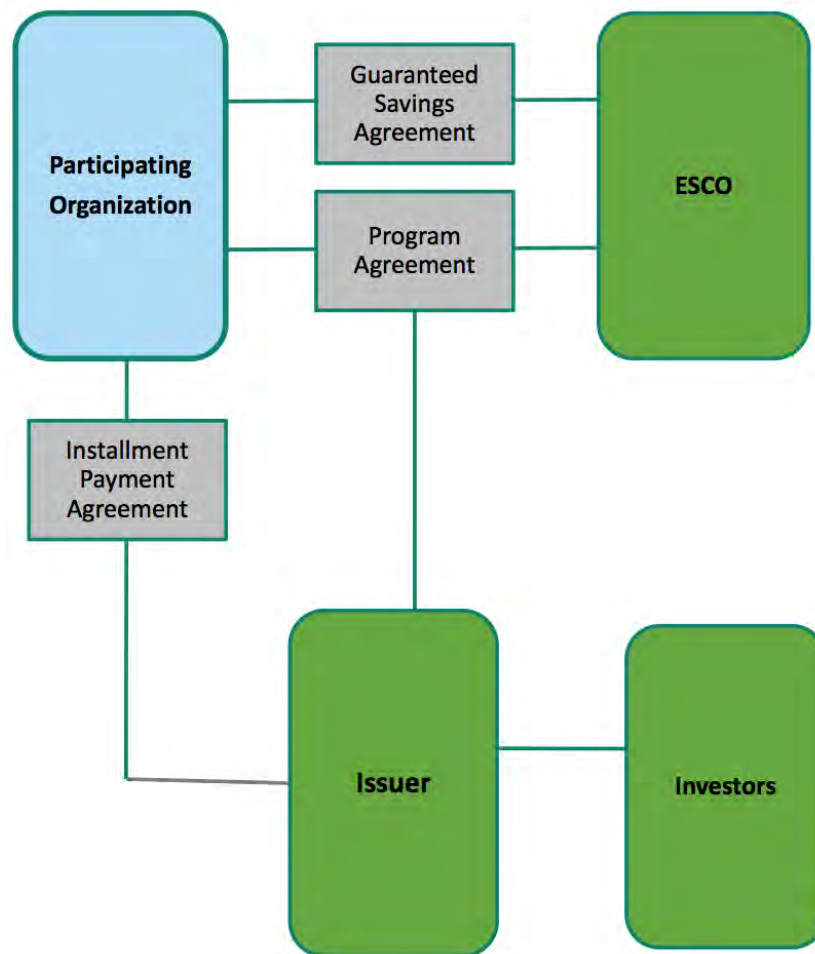 Guaranteed
Savings
Agreement
Participating
Organization
ESCO
Program
Agreement
Installment
Payment
Agreement
Issuer
Investors